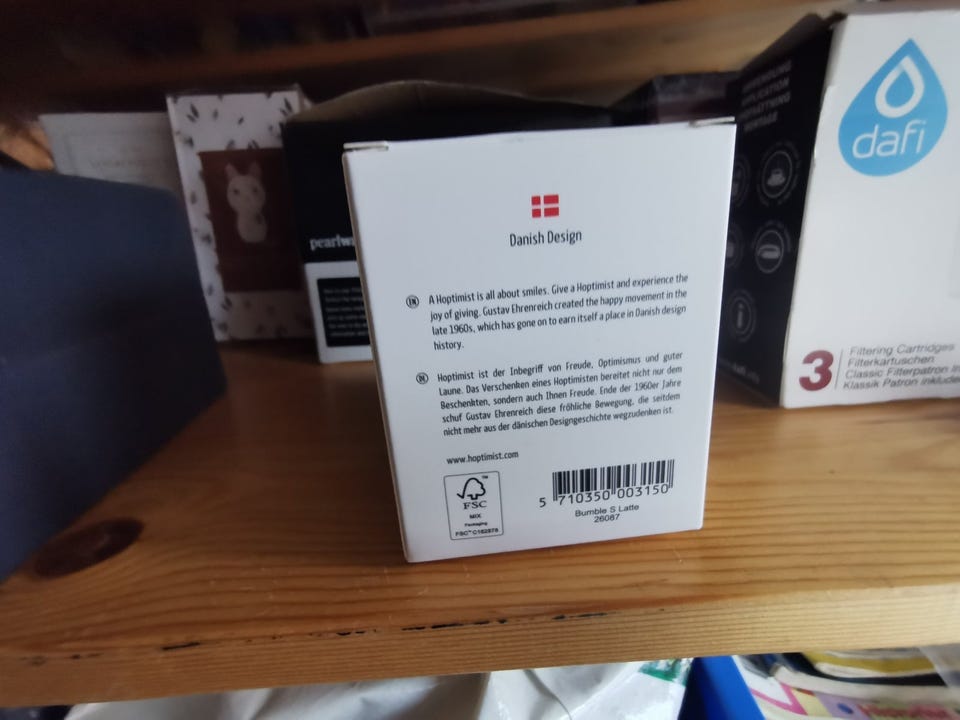 Danish Design
A Hoptimist is all about smiles. Give a Hoptimist and experience the
joy of giving. Gustav Ehrenreich created the happy movement in the
late 1960s, which has gone on to earn itself a place in Danish design
history.
Hoptimist ist der Inbegriff von Freude, Optimismus und guter
Laune. Das Verschenken eines Hoptimisten bereitet nicht nur dem
Beschenkten, sondern auch Ihnen Freude. Ende der 1960er Jahre
schuf Gustav Ehrenreich diese fröhliche Bewegung, die seitdem
nicht mehr aus der dänischen Designgeschichte wegzudenken ist.
www.hoptimist.com
FSC
MIX
Packaging
5 710350 003150
Bumble S Latte
26087
dafi
3
Filtering Cartridges
Filterkartuschen
Classic Filterpatron
Klassik Patron